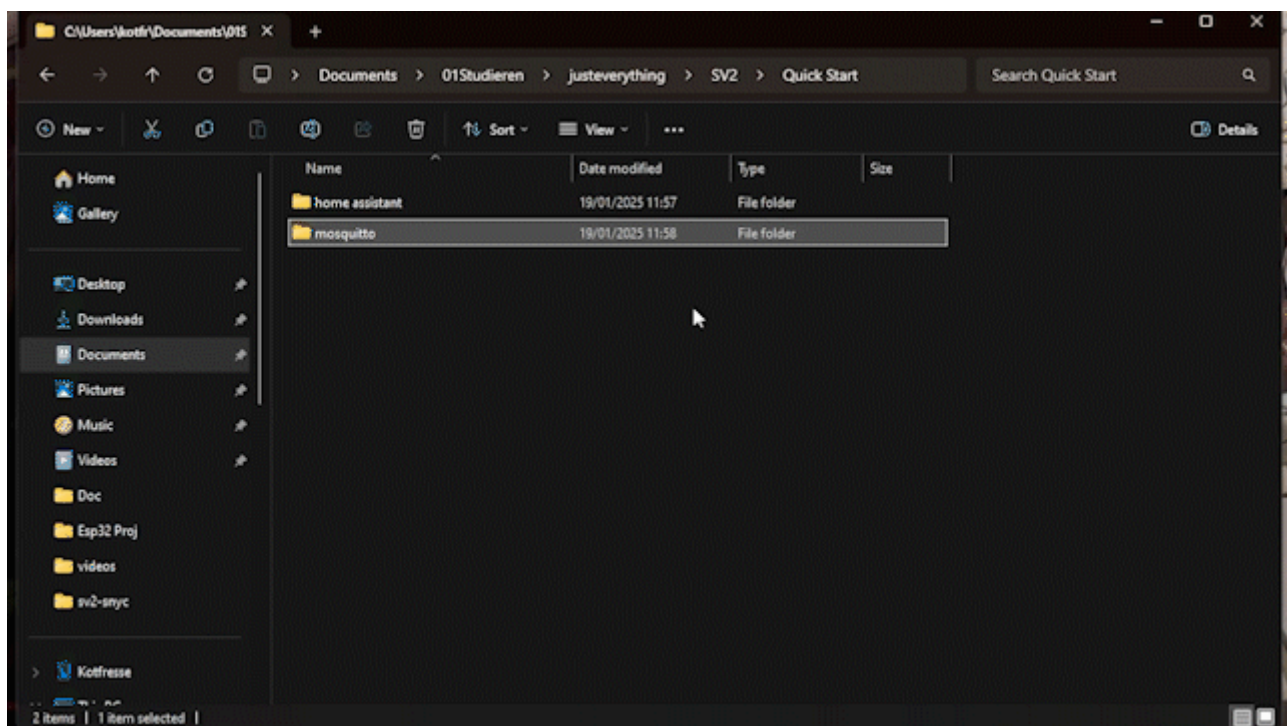 C:\Users\kotfr\Documents\01S
Documents > 01Studieren > justeverything > SV2 > Quick Start
Search Quick Start
New
Sort
View
...
Details
Name
Date modified
Type
Size
home assistant
19/01/2025 11:57
File folder
mosquitto
19/01/2025 11:58
File folder
Home
Gallery
Desktop
Downloads
Documents
Pictures
Music
Videos
Doc
Esp32 Proj
videos
sv2-snyc
Kotfresse
2 items | 1 item selected |